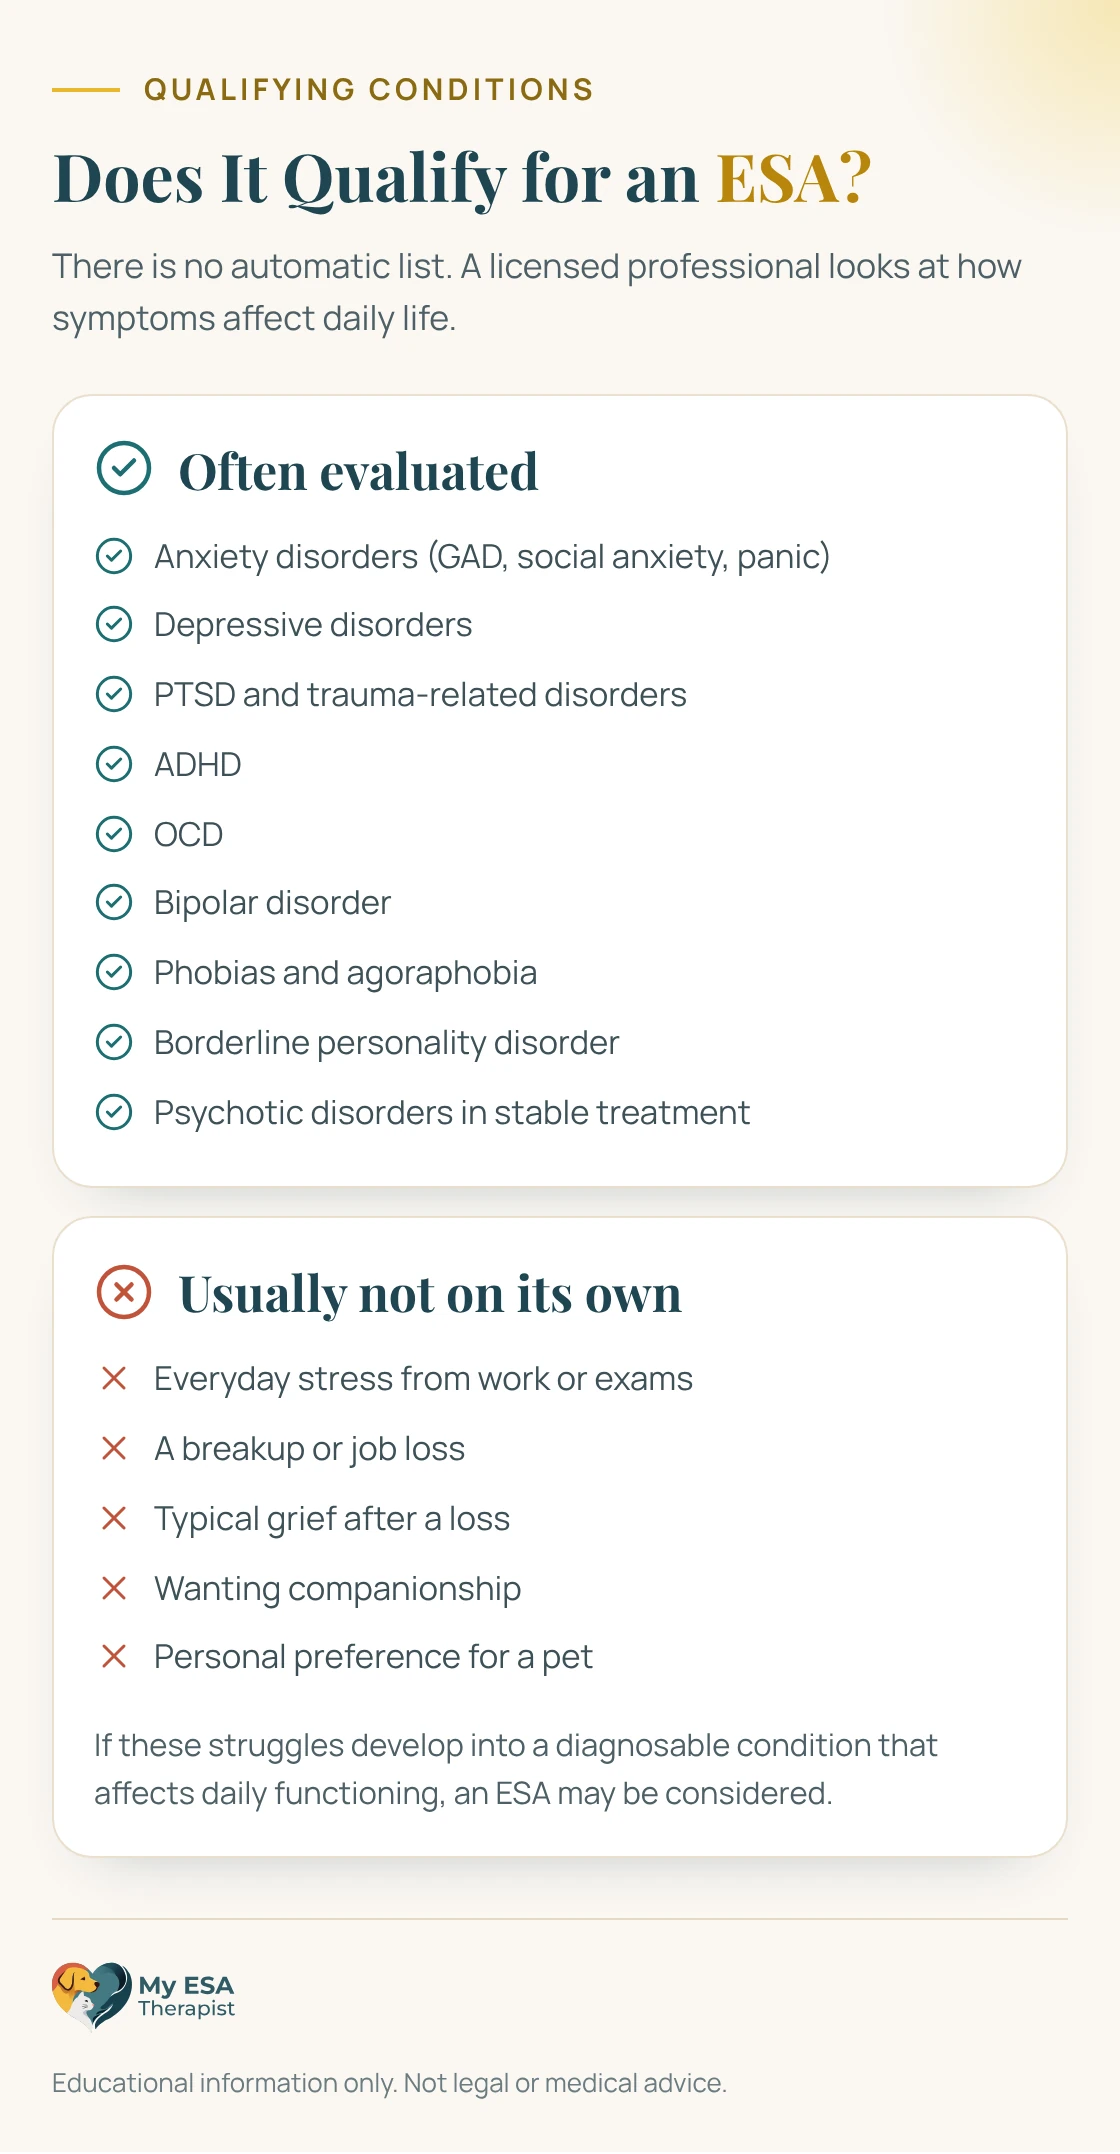 QUALIFYING CONDITIONS
Does It Qualify for an ESA?
There is no automatic list. A licensed professional looks at how
symptoms affect daily life.
Often evaluated
Anxiety disorders (GAD, social anxiety, panic)
Depressive disorders
PTSD and trauma-related disorders
ADHD
OCD
Bipolar disorder
Phobias and agoraphobia
Borderline personality disorder
Psychotic disorders in stable treatment
Usually not on its own
Everyday stress from work or exams
A breakup or job loss
Typical grief after a loss
Wanting companionship
Personal preference for a pet
If these struggles develop into a diagnosable condition that
affects daily functioning, an ESA may be considered.
My ESA
Therapist
Educational information only. Not legal or medical advice.